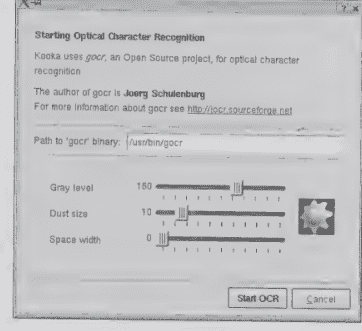 Starting Optical Character Recognition
Kooka uses gocr, an Open Source project, for optical character
recognition
The author of gocr is Joerg Schulenburg
For more information about gocr see http://jocr.sourceforge.net
Path to 'gocr' binary: /usr/bin/gocr
Gray level 160
Dust size 10
Space width 0
Start OCR Cancel